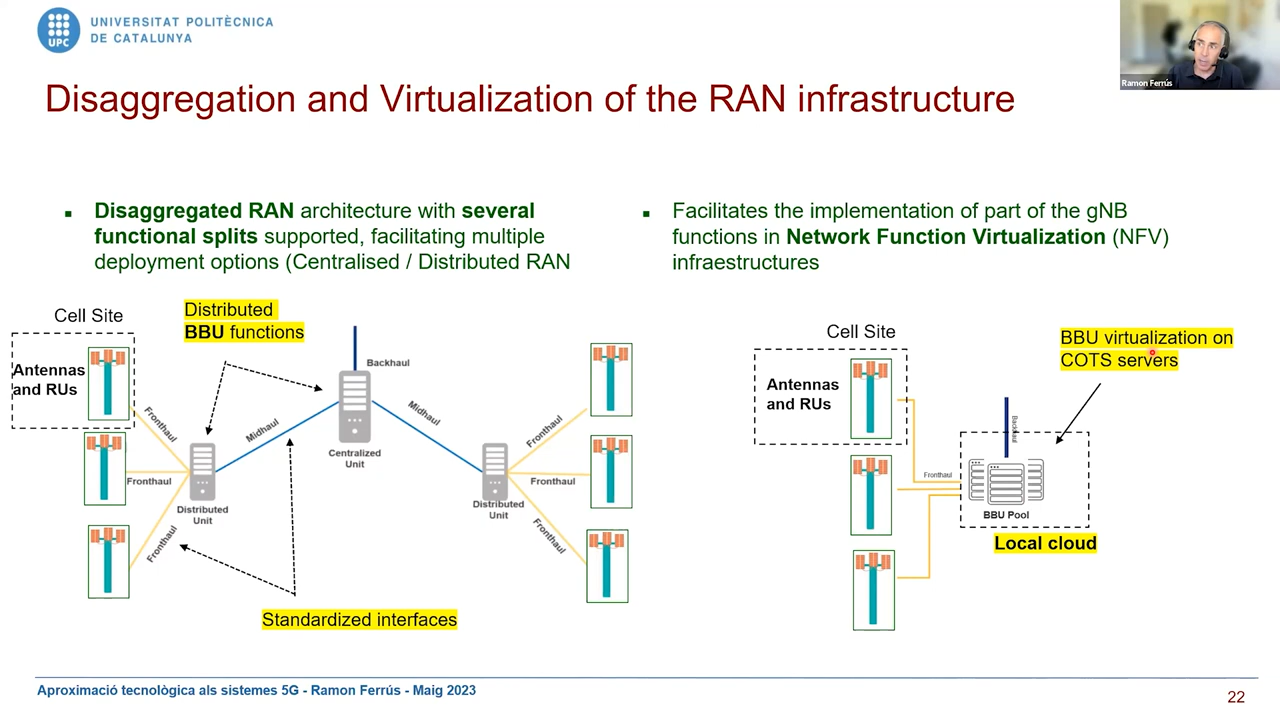 UNIVERSITAT POLITÈCNICA
DE CATALUNYA
UPC
Ramon Ferrús
Disaggregation and Virtualization of the RAN infrastructure
▪ Disaggregated RAN architecture with several
functional splits supported, facilitating multiple
deployment options (Centralised / Distributed RAN
▪ Facilitates the implementation of part of the gNB
functions in Network Function Virtualization (NFV)
infraestructures
Cell Site
Antennas
and RUs
Distributed
BBU functions
Backhaul
Fronthaul
Fronthaul
Fronthaul
Midhaul
Midhaul
Centralized
Unit
Distributed
Unit
Distributed
Unit
Fronthaul
Fronthaul
Fronthaul
Standardized interfaces
Cell Site
Antennas
and RUs
BBU virtualization on
COTS servers
Backhaul
Fronthaul
BBU Pool
Local cloud
Aproximació tecnològica als sistemes 5G - Ramon Ferrús - Maig 2023
22